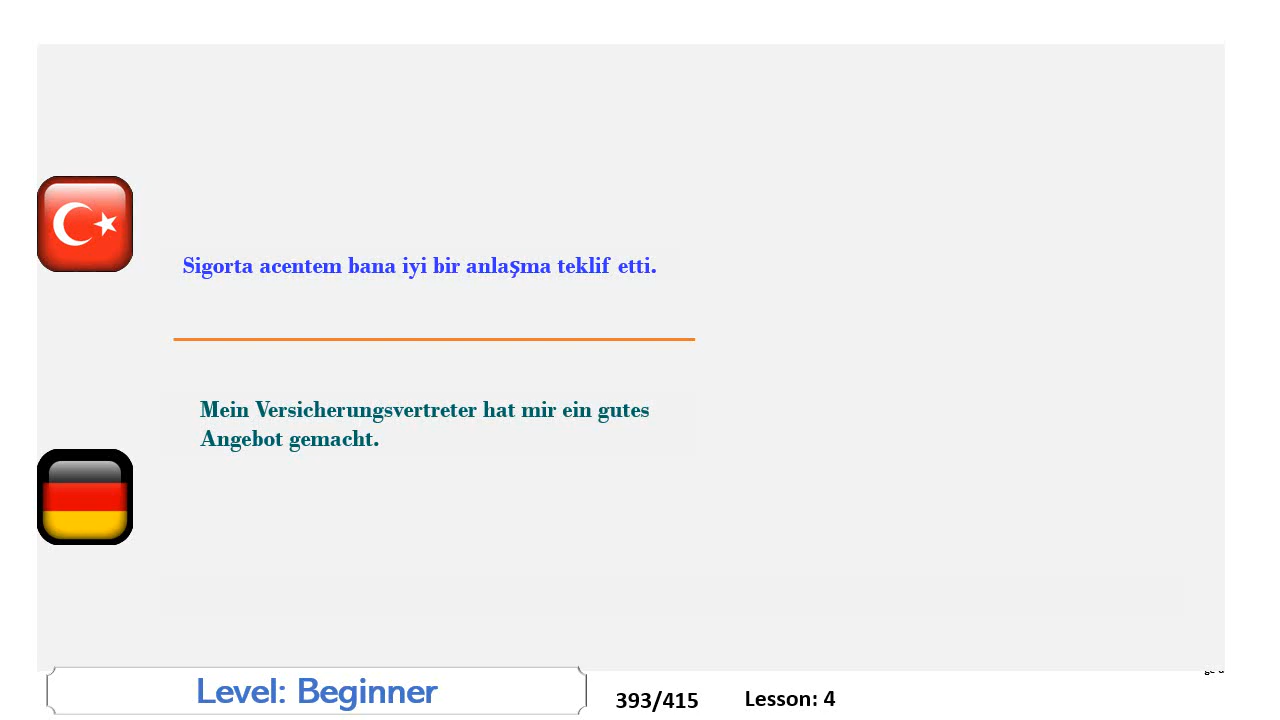 Sigorta acentem bana iyi bir anlaşma teklif etti.
Mein Versicherungsvertreter hat mir ein gutes
Angebot gemacht.
Level: Beginner
393/415
Lesson: 4